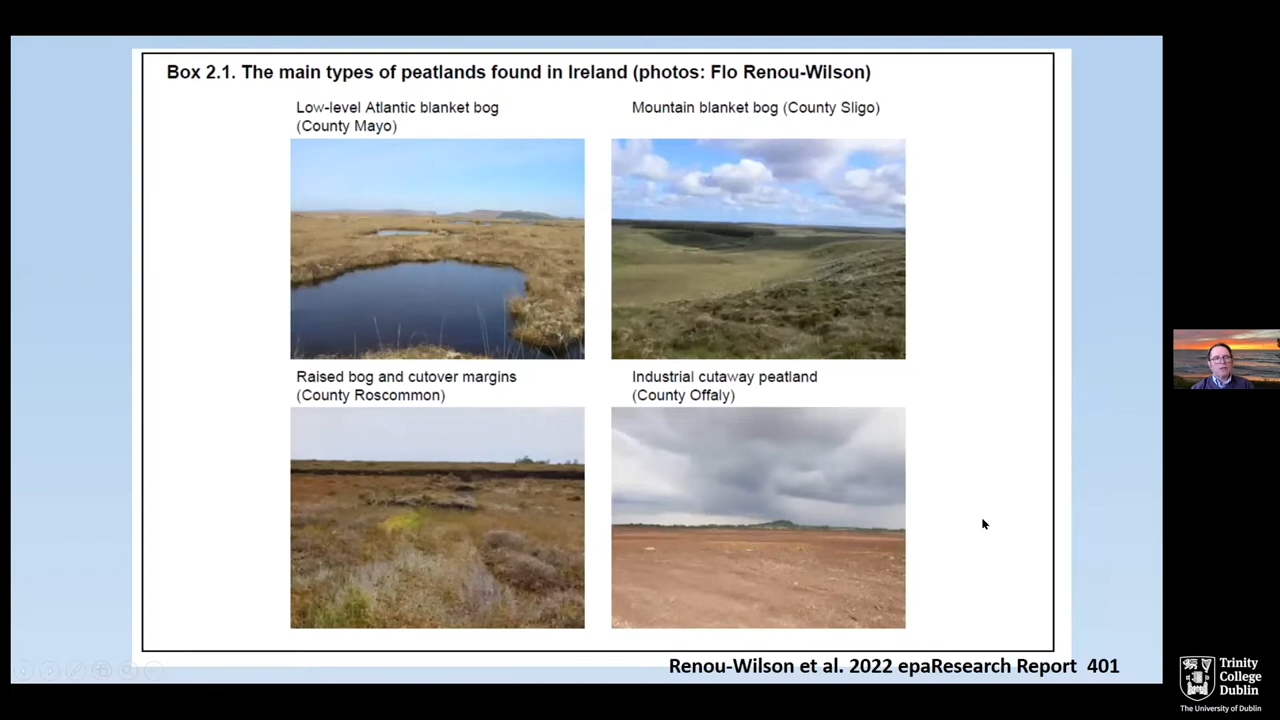 Box 2.1. The main types of peatlands found in Ireland (photos: Flo Renou-Wilson)
Low-level Atlantic blanket bog
(County Mayo)
Mountain blanket bog (County Sligo)
Raised bog and cutover margins
(County Roscommon)
Industrial cutaway peatland
(County Offaly)
Renou-Wilson et al. 2022 epaResearch Report 401
Trinity
College
Dublin
The University of Dublin